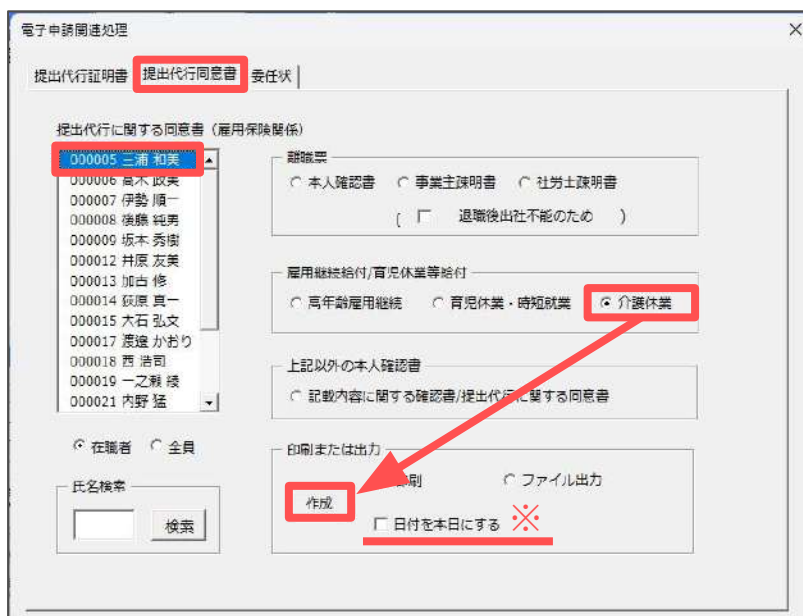 電子申請関連処理
提出代行証明書 提出代行同意書 委任状
提出代行に関する同意書（雇用保険関係）
000005 三浦 和美
000006 高木 政美
000007 伊勢 順一
000008 後藤 純男
000009 坂本 秀樹
000012 井原 友美
000013 加古 修
000014 荻原 真一
000015 大石 弘文
000017 渡邉 かおり
000018 西 浩司
000019 一之瀬 綾
000021 内野 猛
在職者 全員
氏名検索
検索
離職票
本人確認書 事業主疎明書 社労士疎明書
( 退職後出社不能のため )
雇用継続給付/育児休業等給付
高年齢雇用継続 育児休業・時短就業 介護休業
上記以外の本人確認書
記載内容に関する確認書/提出代行に関する同意書
印刷または出力
刷 ファイル出力
作成
日付を本日にする ※